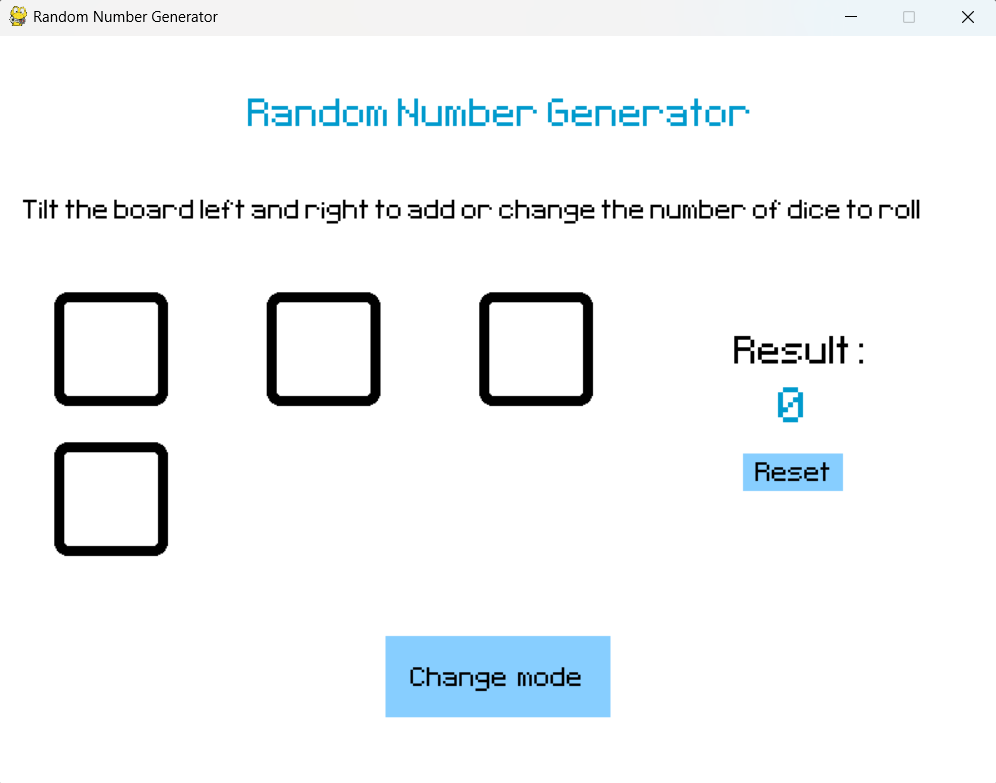 Random Number Generator
Random Number Generator
Tilt the board left and right to add or change the number of dice to roll
Result :
0
Reset
Change mode